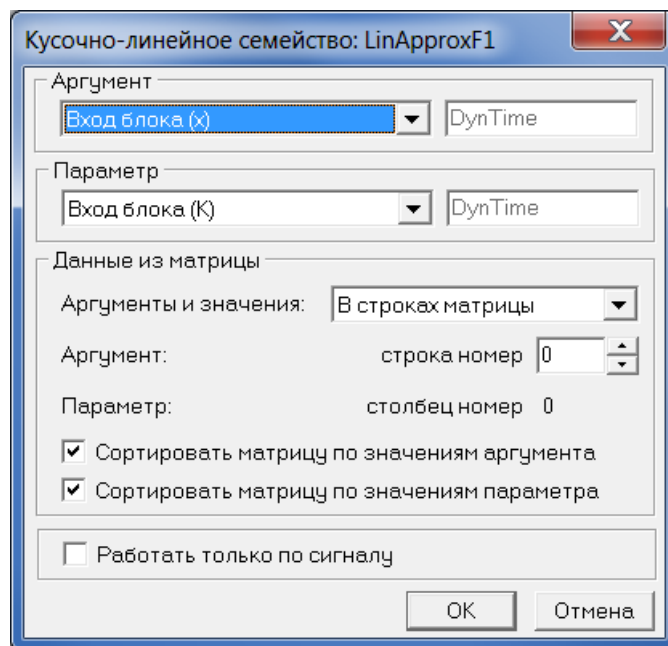 Кусочно-линейное семейство: LinApproxF1
Аргумент
Вход блока (x) DynTime
Параметр
Вход блока (K) DynTime
Данные из матрицы
Аргументы и значения: В строках матрицы
Аргумент: строка номер 0
Параметр: столбец номер 0
Сортировать матрицу по значениям аргумента
Сортировать матрицу по значениям параметра
Работать только по сигналу
OK Отмена